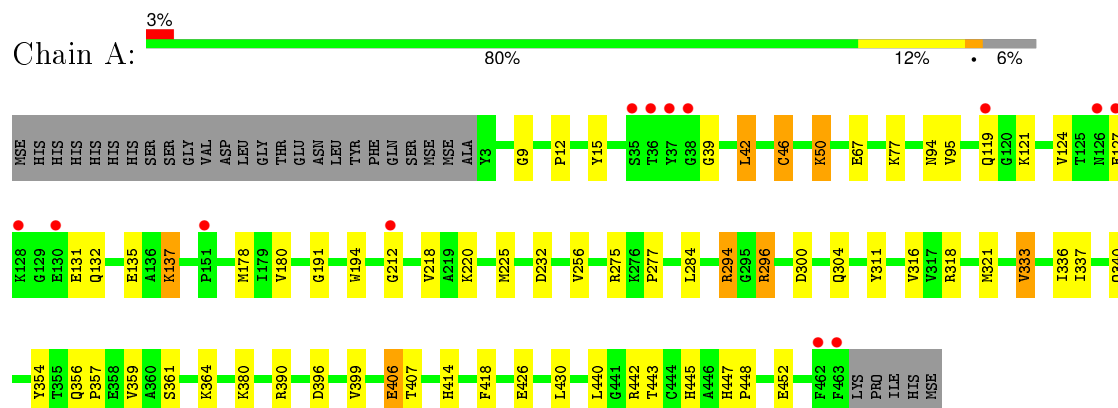 3%
Chain A:
80% 12% • 6%
MSE HIS HIS HIS HIS HIS HIS SER SER GLY VAL ASP LEU GLY THR GLU ASN LEU TYR PHE GLN SER MSE MSE ALA Y3 G9 P12 Y15 S35 T36 Y37 G38 G39 L42 C46 K50 E67 K77 N94 V95 Q119 G120 K121 V124 T125 N126
K128 G129 E130 E131 Q132 E135 A136 K137 P151 M178 I179 V180 G191 W194 G212 V218 A219 K220 M225 D232 V256 R275 K276 P277 L284 R294 G295 R296 D300 Q304 Y311 V316 V317 R318 M321 V333 I336 I337
Y354 T355 Q356 P357 E358 V359 A360 S361 K364 K380 R390 D396 V399 E406 T407 H414 F418 E426 L430 L440 G441 R442 T443 C444 H445 A446 H447 P448 E452 F462 F463 LYS PRO ILE HIS MSE